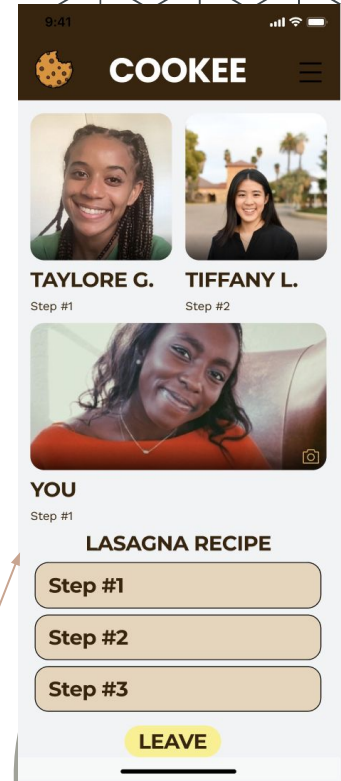 9:41
COOKEE
TAYLORE G.
TIFFANY L.
Step #1
Step #2
YOU
Step #1
LASAGNA RECIPE
Step #1
Step #2
Step #3
LEAVE